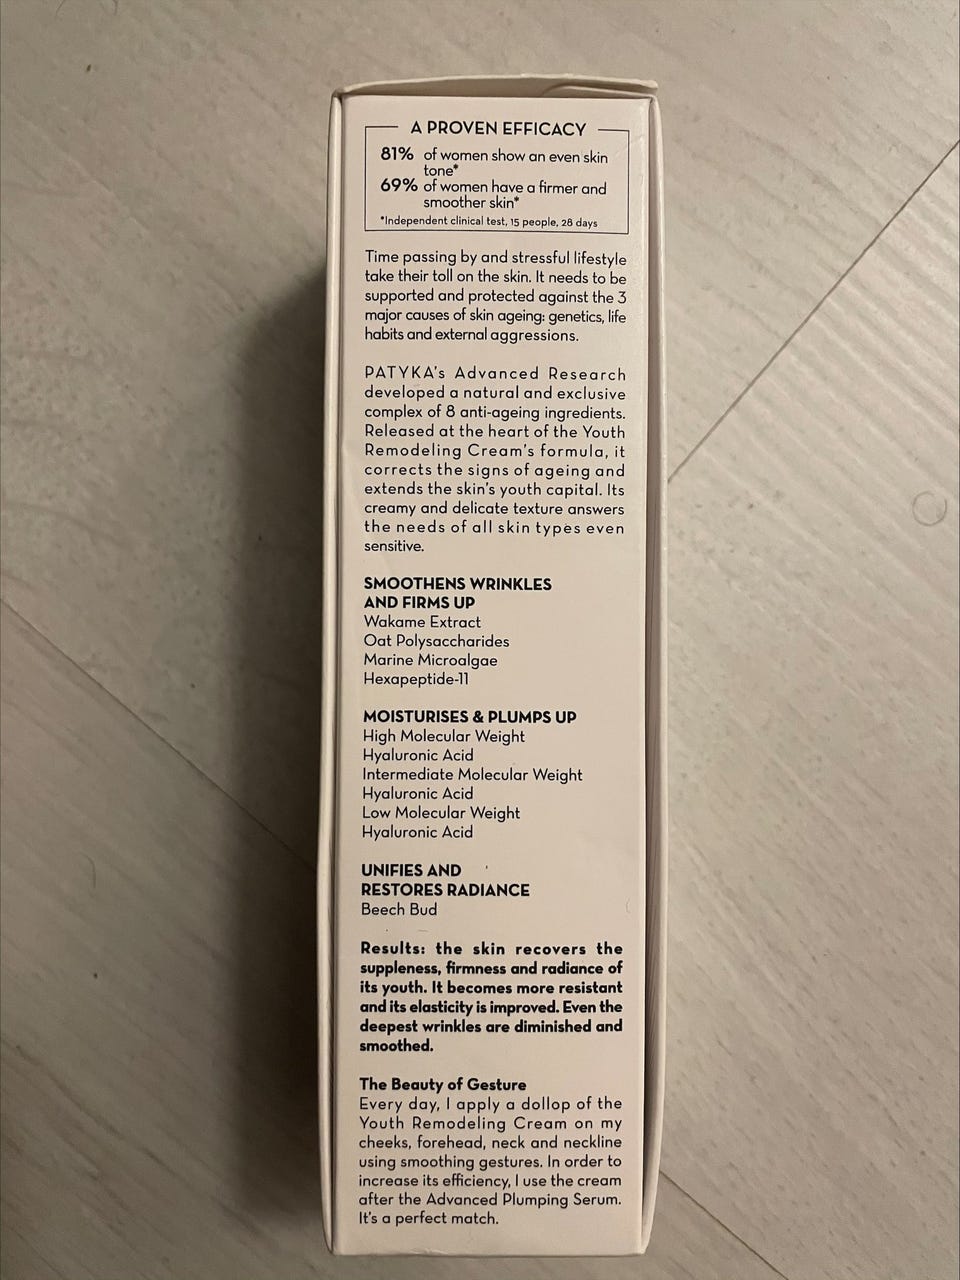 A PROVEN EFFICACY
81% of women show an even skin
tone*
69% of women have a firmer and
smoother skin*
*Independent clinical test, 15 people, 28 days
Time passing by and stressful lifestyle
take their toll on the skin. It needs to be
supported and protected against the 3
major causes of skin ageing: genetics, life
habits and external aggressions.
PATYKA's Advanced Research
developed a natural and exclusive
complex of 8 anti-ageing ingredients.
Released at the heart of the Youth
Remodeling Cream's formula, it
corrects the signs of ageing and
extends the skin's youth capital. Its
creamy and delicate texture answers
the needs of all skin types even
sensitive.
SMOOTHENS WRINKLES
AND FIRMS UP
Wakame Extract
Oat Polysaccharides
Marine Microalgae
Hexapeptide-11
MOISTURISES & PLUMPS UP
High Molecular Weight
Hyaluronic Acid
Intermediate Molecular Weight
Hyaluronic Acid
Low Molecular Weight
Hyaluronic Acid
UNIFIES AND
RESTORES RADIANCE
Beech Bud
Results: the skin recovers the
suppleness, firmness and radiance of
its youth. It becomes more resistant
and its elasticity is improved. Even the
deepest wrinkles are diminished and
smoothed.
The Beauty of Gesture
Every day, I apply a dollop of the
Youth Remodeling Cream on my
cheeks, forehead, neck and neckline
using smoothing gestures. In order to
increase its efficiency, I use the cream
after the Advanced Plumping Serum.
It's a perfect match.